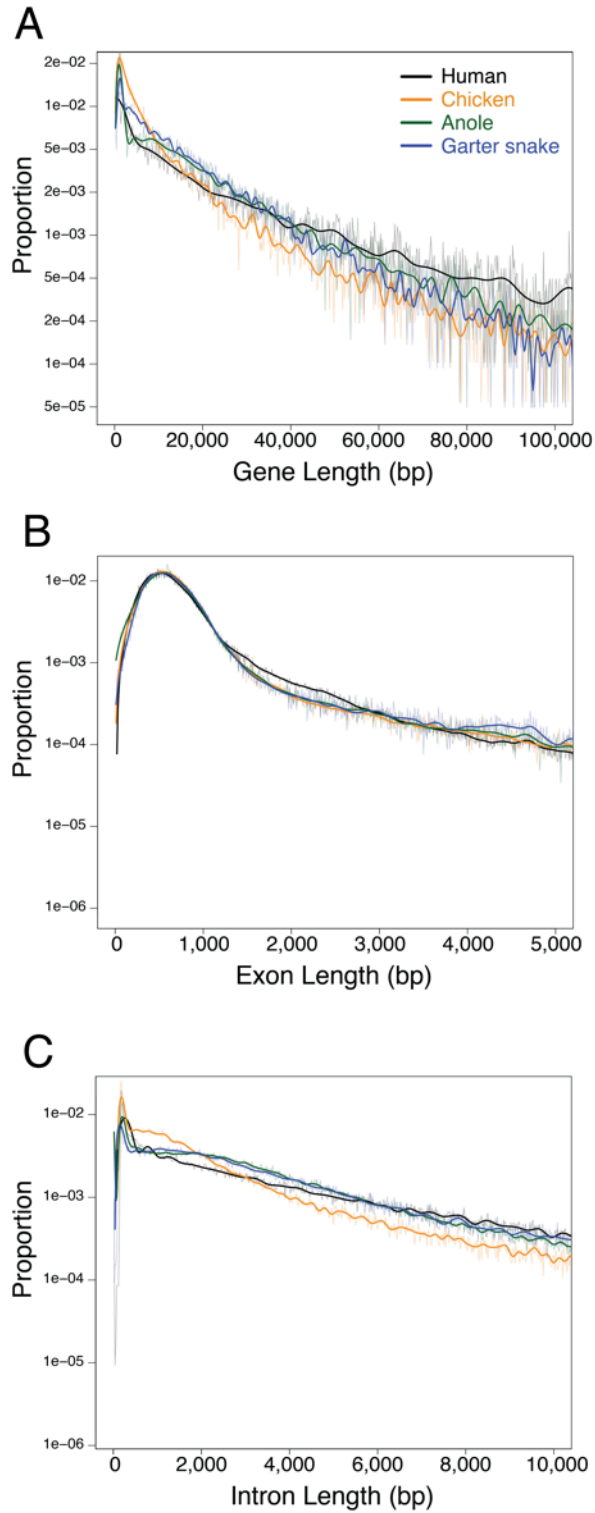 A
Proportion
2e−02
1e−02
5e−03
2e−03
1e−03
5e−04
2e−04
1e−04
5e−05
Human
Chicken
Anole
Garter snake
0 20,000 40,000 60,000 80,000 100,000
Gene Length (bp)
B
Proportion
1e−02
1e−03
1e−04
1e−05
1e−06
0 1,000 2,000 3,000 4,000 5,000
Exon Length (bp)
C
Proportion
1e−02
1e−03
1e−04
1e−05
1e−06
0 2,000 4,000 6,000 8,000 10,000
Intron Length (bp)